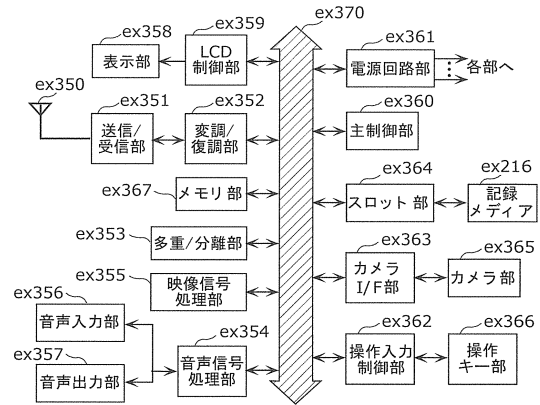 ex370
ex358
ex359
ex361
表示部
LCD
制御部
電源回路部
各部へ
ex350
ex351
ex352
ex360
送信/
受信部
変調/
復調部
主制御部
ex364
ex216
ex367
メモリ部
スロット部
記録
メディア
ex353
多重/分離部
ex363
ex365
ex355
映像信号
処理部
カメラ
I/F部
カメラ部
ex356
音声入力部
ex354
ex362
ex366
ex357
音声出力部
音声信号
処理部
操作入力
制御部
操作
キー部